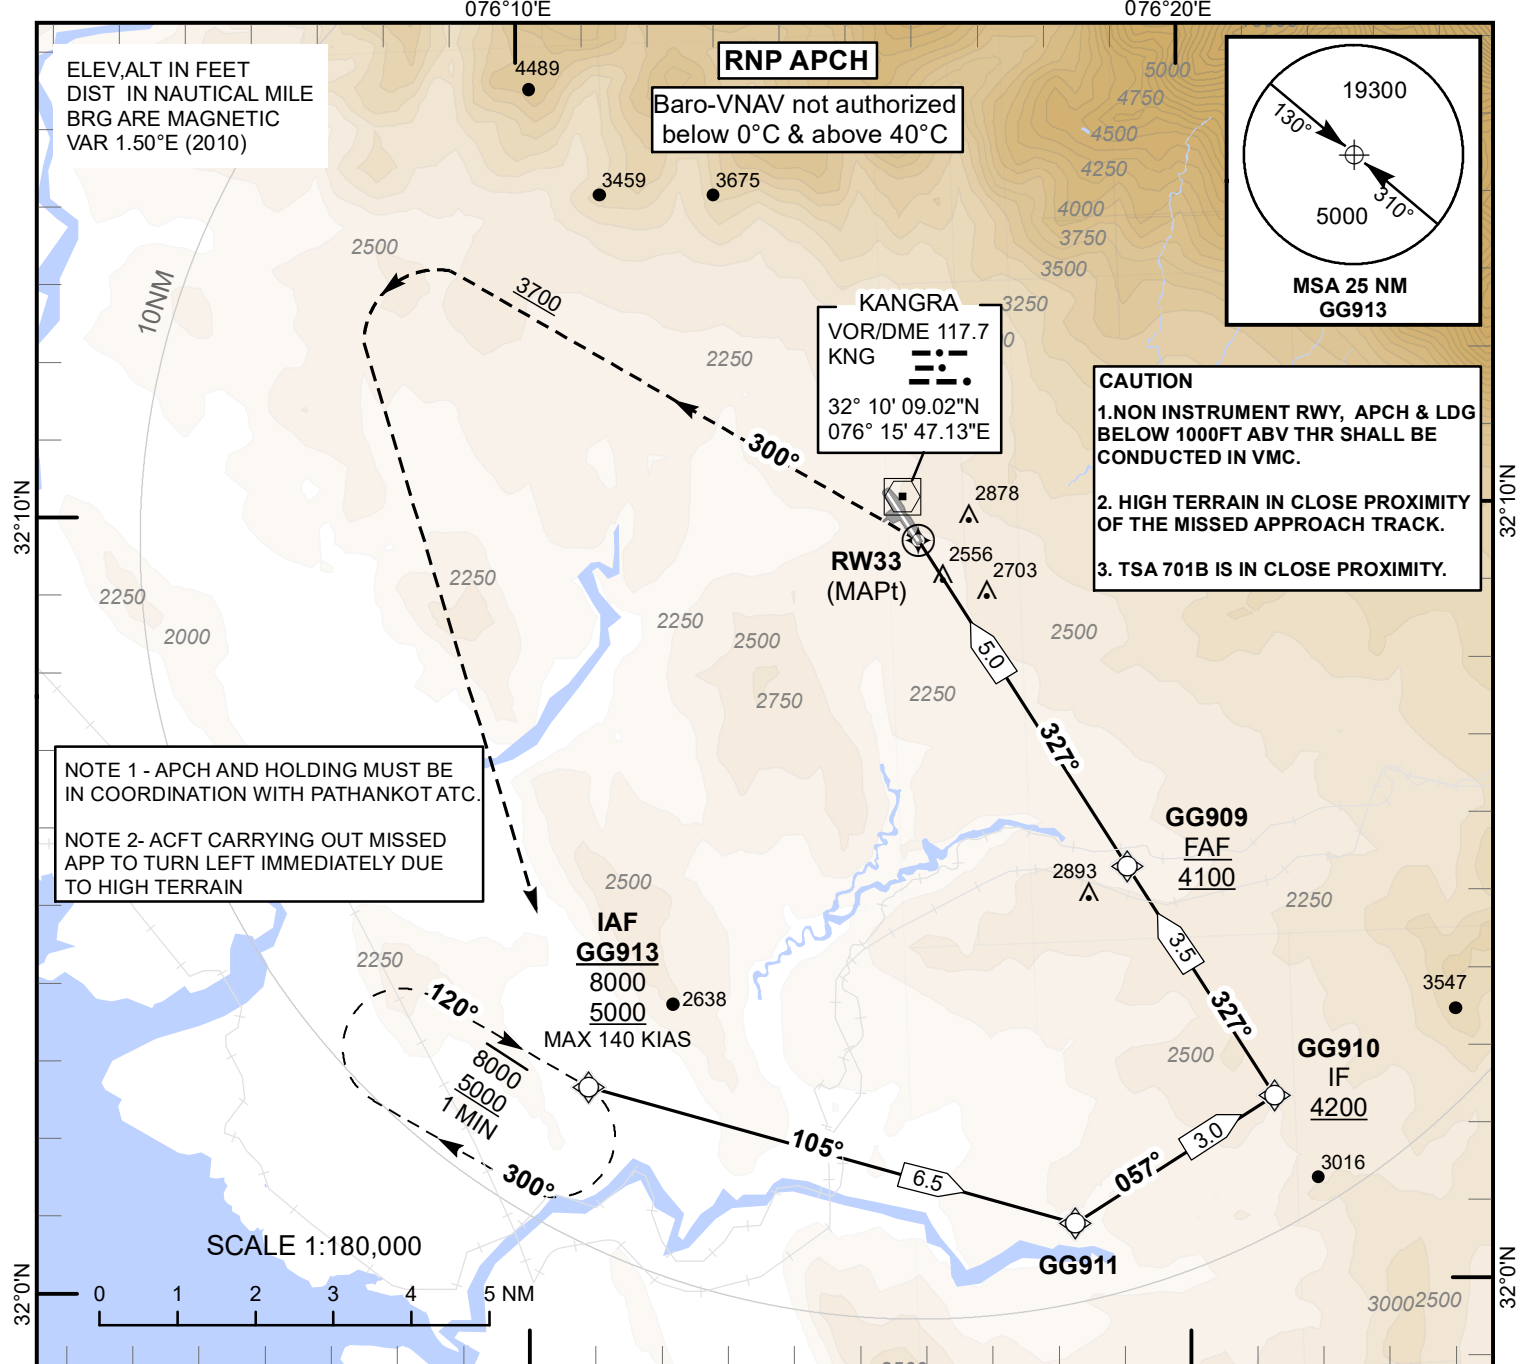 076°10'E
076°20'E
ELEV,ALT IN FEET
DIST IN NAUTICAL MILE
BRG ARE MAGNETIC
VAR 1.50°E (2010)
4489
RNP APCH
Baro-VNAV not authorized
below 0°C & above 40°C
3459
3675
5000
4750
4500
4250
4000
3750
3500
3250
19300
130°
310°
5000
MSA 25 NM
GG913
2500
10NM
3700
2250
KANGRA
VOR/DME 117.7
KNG
32° 10' 09.02"N
076° 15' 47.13"E
CAUTION
1.NON INSTRUMENT RWY, APCH & LDG
BELOW 1000FT ABV THR SHALL BE
CONDUCTED IN VMC.
2. HIGH TERRAIN IN CLOSE PROXIMITY
OF THE MISSED APPROACH TRACK.
3. TSA 701B IS IN CLOSE PROXIMITY.
300°
32°10'N
32°10'N
2878
2556
2703
RW33
(MAPt)
2250
2250
2000
2250
2500
2500
2750
2250
5.0
327°
NOTE 1 - APCH AND HOLDING MUST BE
IN COORDINATION WITH PATHANKOT ATC.
NOTE 2- ACFT CARRYING OUT MISSED
APP TO TURN LEFT IMMEDIATELY DUE
TO HIGH TERRAIN
GG909
FAF
4100
2893
2500
2250
IAF
GG913
8000
5000
MAX 140 KIAS
2638
3.5
327°
3547
2250
120°
8000
5000
1 MIN
300°
2500
GG910
IF
4200
105°
6.5
057°
3.0
3016
GG911
SCALE 1:180,000
0 1 2 3 4 5 NM
32°0'N
32°0'N
3000
2500